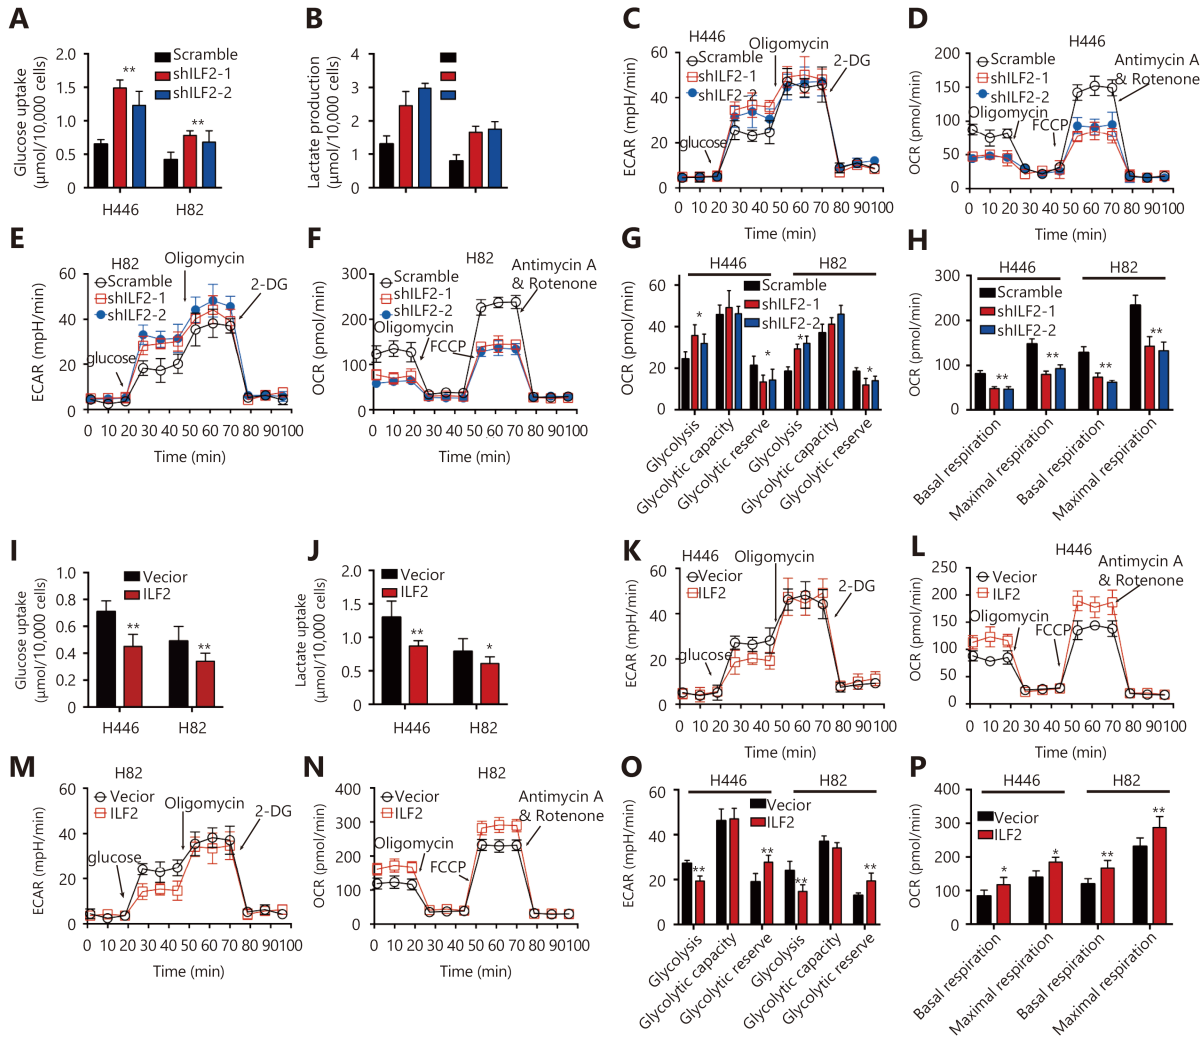 A
Glucose uptake
(μmol/10,000 cells)
2.0
1.5
1.0
0.5
0
Scramble
shILF2-1
shILF2-2
**
**
H446
H82
B
Lactate production
(μmol/10,000 cells)
4
3
2
1
0
C
H446
Oligomycin
Scramble
shILF2-1
shILF2-2
2-DG
glucose
ECAR (mpH/min)
60
40
20
0
0 10 20 30 40 50 60 70 80 90 100
Time (min)
D
H446
Antimycin A
& Rotenone
Scramble
shILF2-1
shILF2-2
Oligomycin
FCCP
OCR (pmol/min)
200
150
100
50
0
0 10 20 30 40 50 60 70 80 90 100
Time (min)
E
H82
Oligomycin
Scramble
shILF2-1
shILF2-2
2-DG
glucose
ECAR (mpH/min)
60
40
20
0
0 10 20 30 40 50 60 70 80 90100
Time (min)
F
H82
Antimycin A
& Rotenone
Scramble
shILF2-1
shILF2-2
Oligomycin
FCCP
OCR (pmol/min)
300
200
100
0
0 10 20 30 40 50 60 70 80 90100
Time (min)
G
H446
H82
Scramble
shILF2-1
shILF2-2
* * * *
OCR (pmol/min)
60
40
20
0
Glycolysis
Glycolytic capacity
Glycolytic reserve
Glycolysis
Glycolytic capacity
Glycolytic reserve
H
H446
H82
Scramble
shILF2-1
shILF2-2
** ** ** **
OCR (pmol/min)
300
200
100
0
Basal respiration
Maximal respiration
Basal respiration
Maximal respiration
I
Glucose uptake
(μmol/10,000 cells)
1.0
0.8
0.6
0.4
0.2
0
Vecior
ILF2
**
**
H446
H82
J
Lactate uptake
(μmol/10,000 cells)
2.0
1.5
1.0
0.5
0
Vecior
ILF2
**
*
H446
H82
K
H446
Oligomycin
Vecior
ILF2
2-DG
glucose
ECAR (mpH/min)
60
40
20
0
0 10 20 30 40 50 60 70 80 90 100
Time (min)
L
H446
Antimycin A
& Rotenone
Vecior
ILF2
Oligomycin
FCCP
OCR (pmol/min)
250
200
150
100
50
0
0 10 20 30 40 50 60 70 80 90 100
Time (min)
M
H82
Vecior
ILF2
Oligomycin
2-DG
glucose
ECAR (mpH/min)
60
40
20
0
0 10 20 30 40 50 60 70 80 90100
Time (min)
N
H82
Vecior
ILF2
Antimycin A
& Rotenone
Oligomycin
FCCP
OCR (pmol/min)
400
300
200
100
0
0 10 20 30 40 50 60 70 80 90100
Time (min)
O
H446
H82
Vecior
ILF2
** ** ** **
ECAR (mpH/min)
60
40
20
0
Glycolysis
Glycolytic capacity
Glycolytic reserve
Glycolysis
Glycolytic capacity
Glycolytic reserve
P
H446
H82
Vecior
ILF2
* * ** **
OCR (pmol/min)
400
300
200
100
0
Basal respiration
Maximal respiration
Basal respiration
Maximal respiration